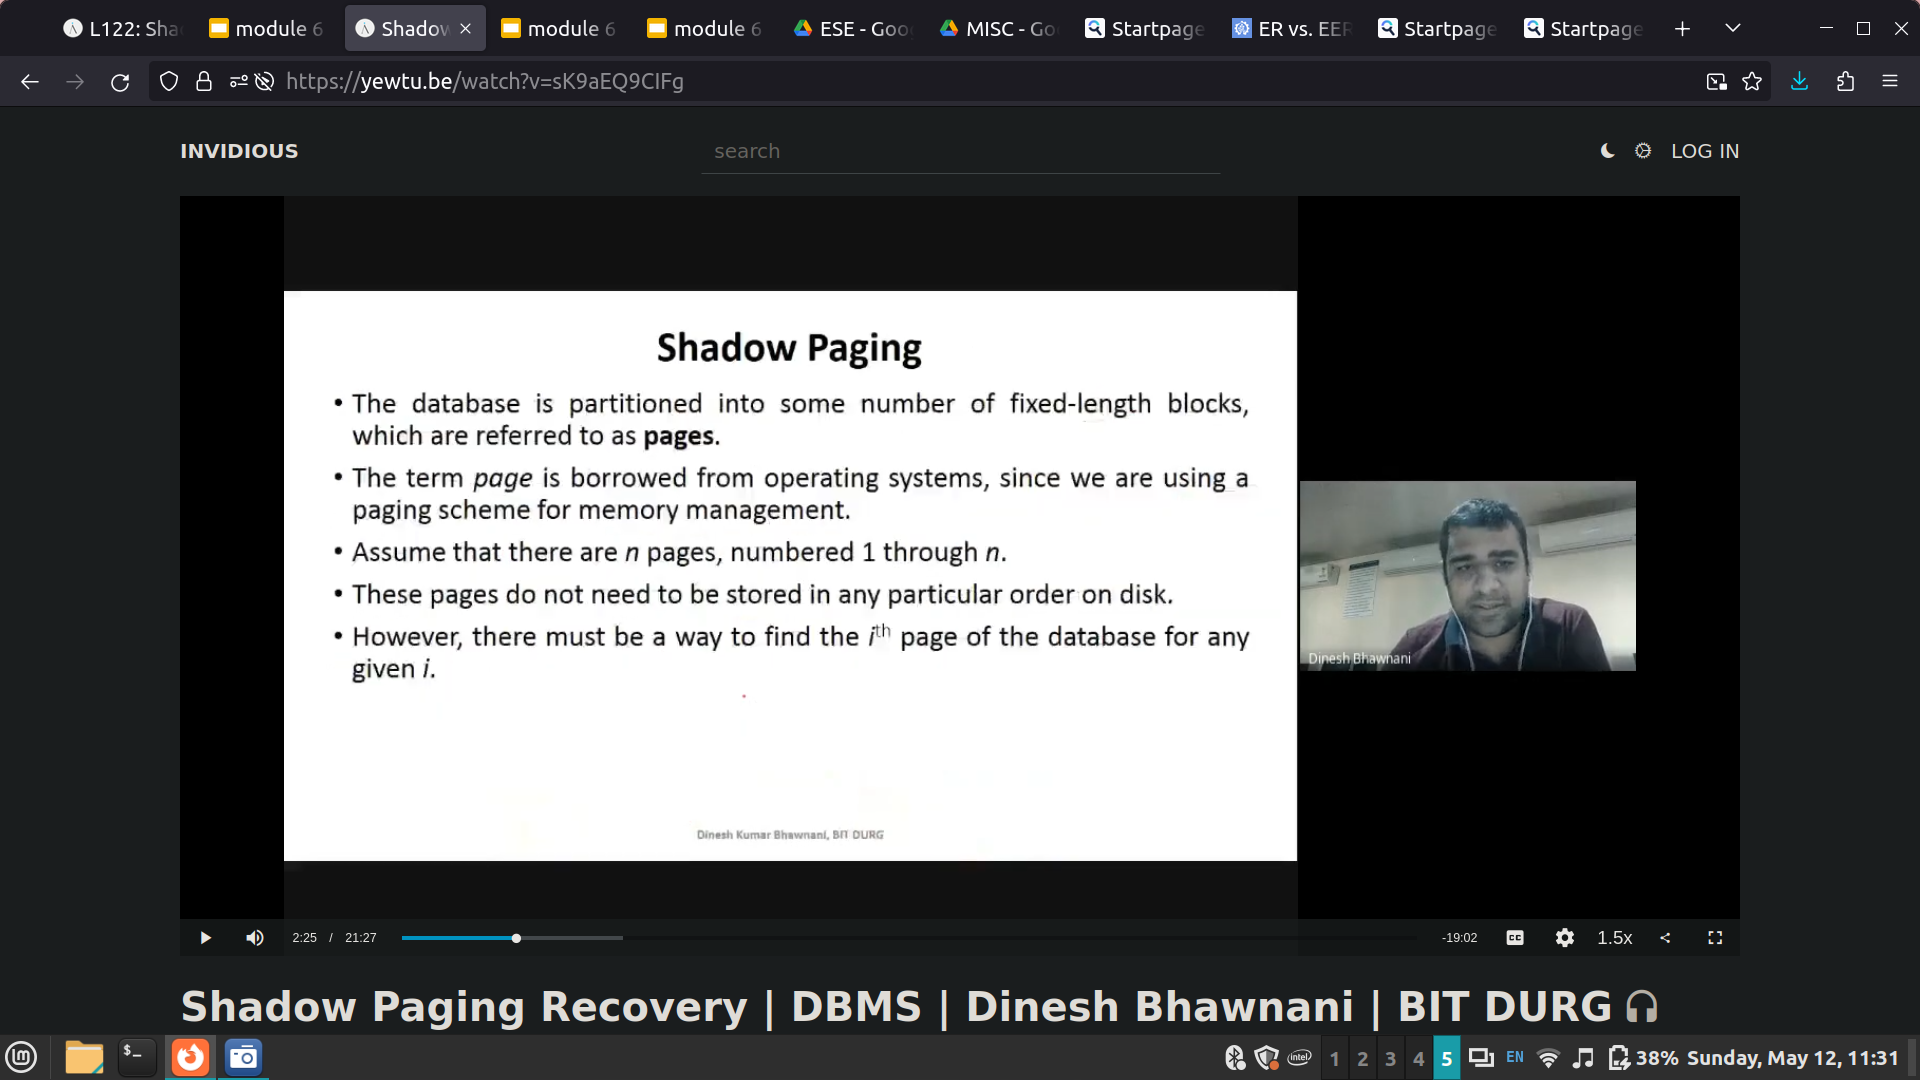 L122: Sha
module 6
Shadow
module 6
module 6
ESE - Goo
MISC - Go
Startpage
ER vs. EER
Startpage
Startpage
https://yewtu.be/watch?v=sK9aEQ9CIFg
INVIDIOUS
search
LOG IN
Shadow Paging
• The database is partitioned into some number of fixed-length blocks,
which are referred to as pages.
• The term page is borrowed from operating systems, since we are using a
paging scheme for memory management.
• Assume that there are n pages, numbered 1 through n.
• These pages do not need to be stored in any particular order on disk.
• However, there must be a way to find the ith page of the database for any
given i.
Dinesh Bhawnani
Dinesh Kumar Bhawnani, BIT DURG
2:25 / 21:27
-19:02
CC
1.5x
Shadow Paging Recovery | DBMS | Dinesh Bhawnani | BIT DURG
lm
$_
intel
1 2 3 4 5
EN
38% Sunday, May 12, 11:31